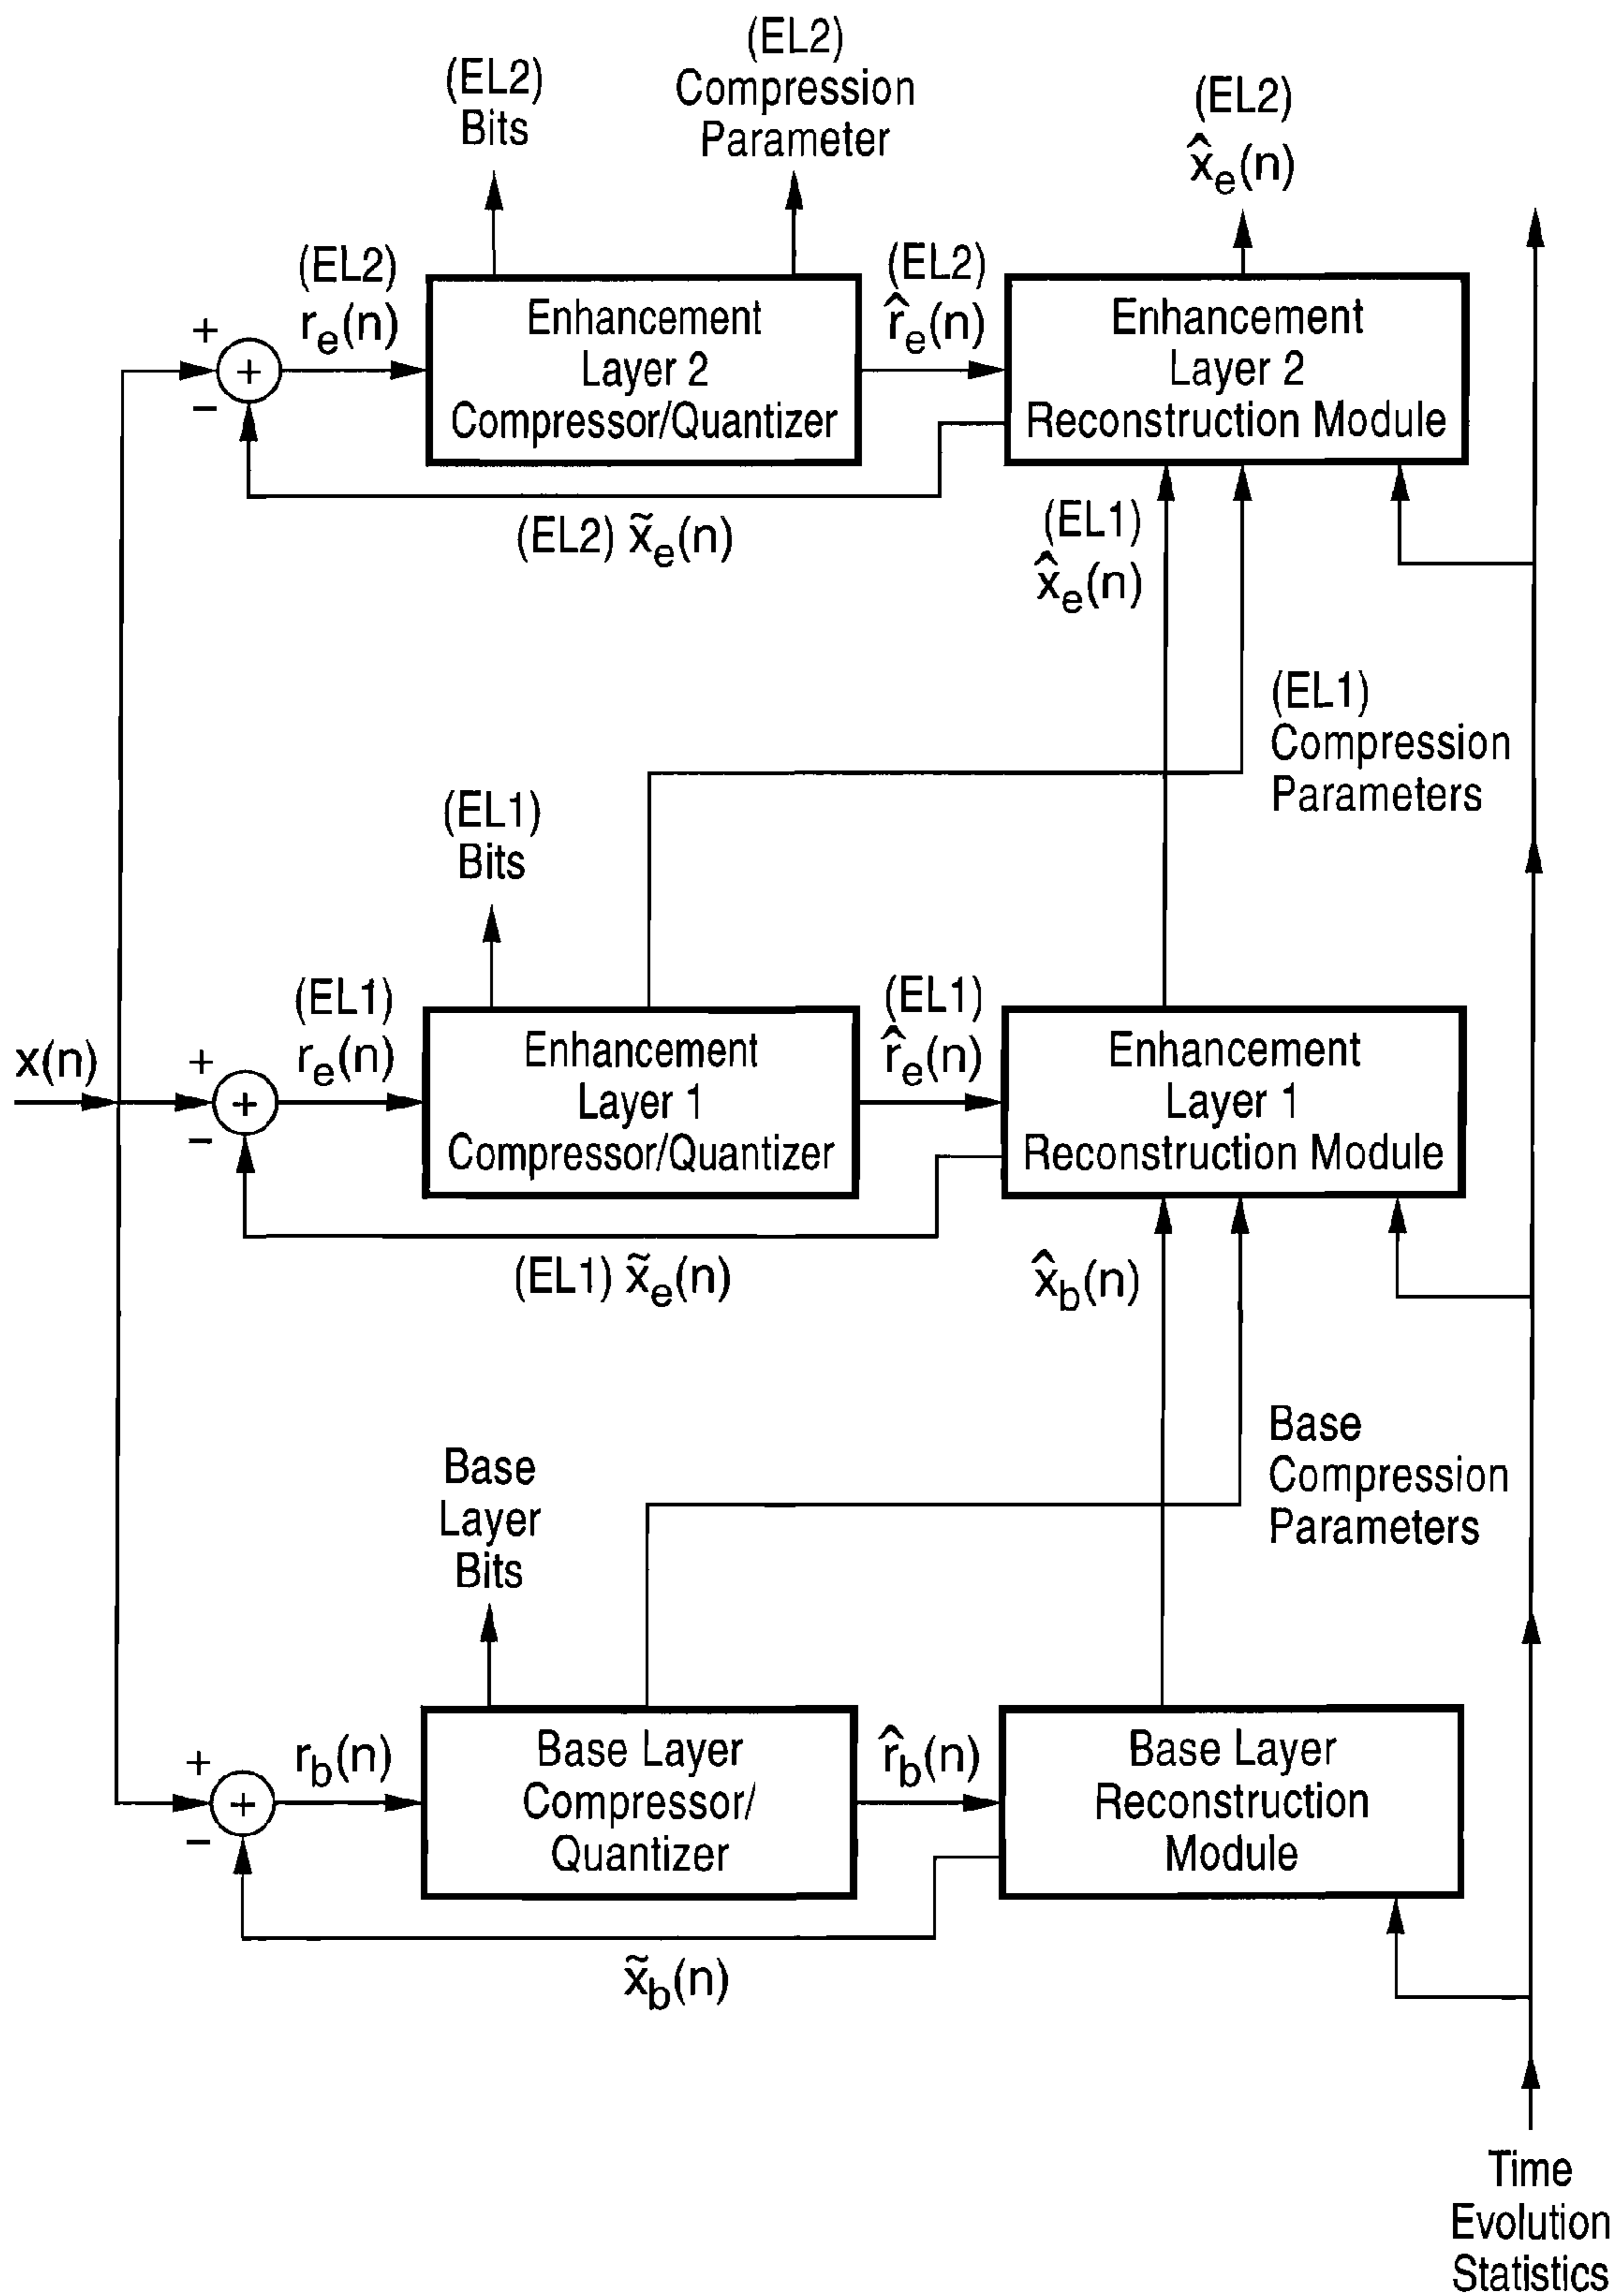 (EL2)
Bits
(EL2)
Compression
Parameter
(EL2)
x̂e(n)
(EL2)
re(n)
+
+
−
Enhancement
Layer 2
Compressor/Quantizer
(EL2)
r̂e(n)
Enhancement
Layer 2
Reconstruction Module
(EL2) x̃e(n)
(EL1)
x̂e(n)
(EL1)
Compression
Parameters
(EL1)
Bits
x(n)
(EL1)
re(n)
+
+
−
Enhancement
Layer 1
Compressor/Quantizer
(EL1)
r̂e(n)
Enhancement
Layer 1
Reconstruction Module
(EL1) x̃e(n)
x̂b(n)
Base
Compression
Parameters
Base
Layer
Bits
rb(n)
+
+
−
Base Layer
Compressor/
Quantizer
r̂b(n)
Base Layer
Reconstruction
Module
x̃b(n)
Time
Evolution
Statistics